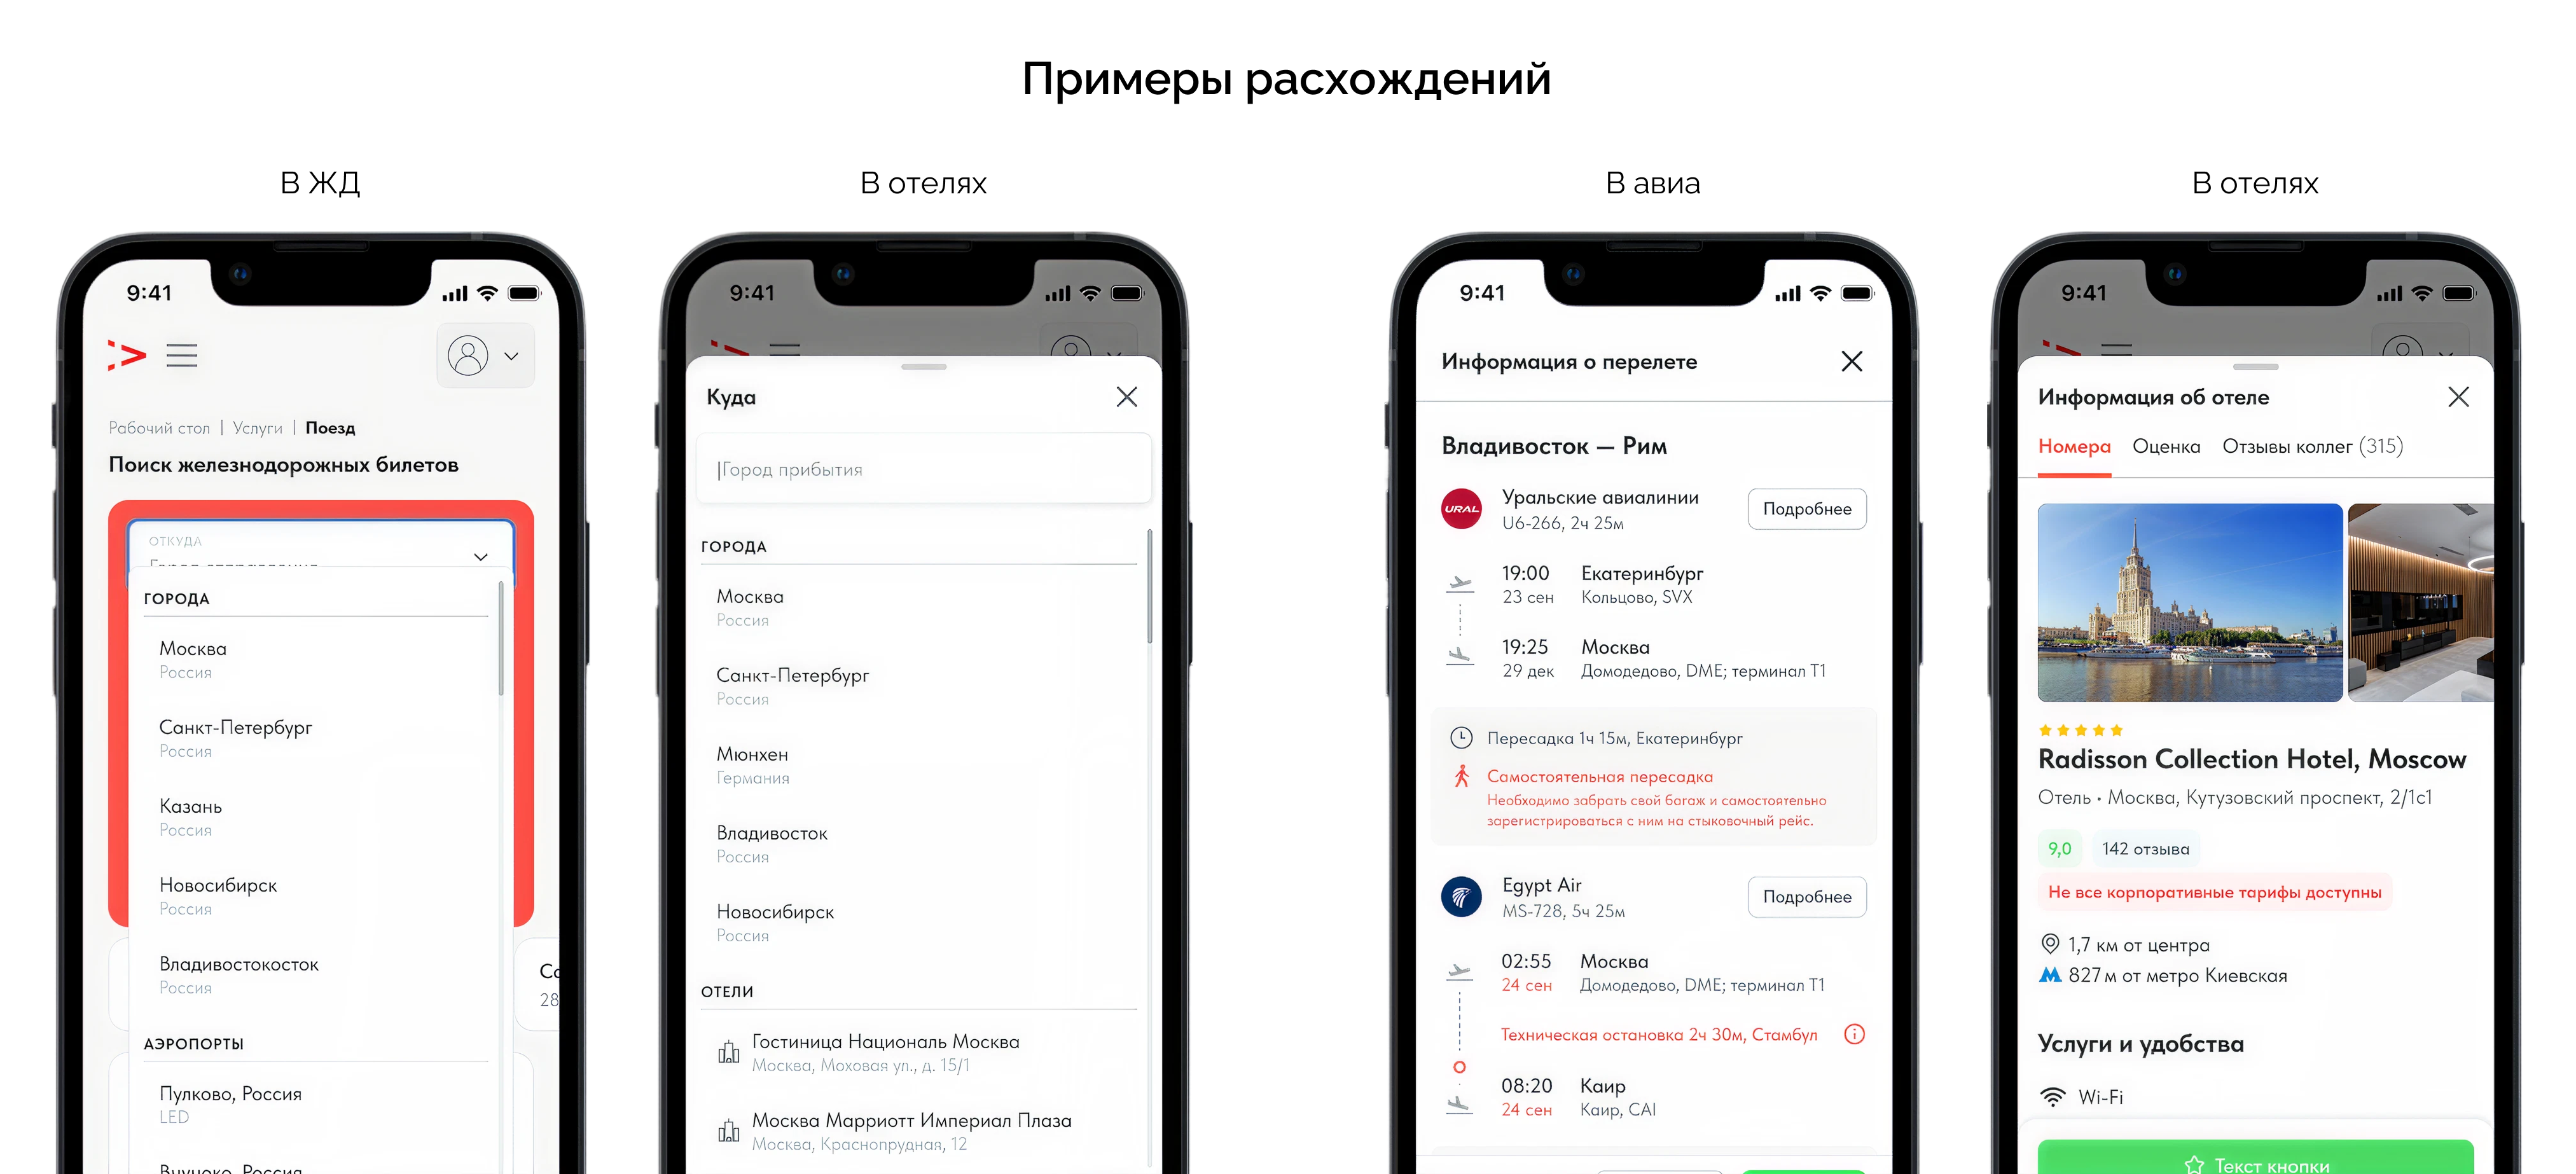 Примеры расхождений
В ЖД
9:41
Рабочий стол | Услуги | Поезд
Поиск железнодорожных билетов
ОТКУДА
Город отправления
ГОРОДА
Москва
Россия
Санкт-Петербург
Россия
Казань
Россия
Новосибирск
Россия
Владивостокосток
Россия
АЭРОПОРТЫ
Пулково, Россия
LED
Внуково, Россия
Со
28
В отелях
9:41
Куда
Город прибытия
ГОРОДА
Москва
Россия
Санкт-Петербург
Россия
Мюнхен
Германия
Владивосток
Россия
Новосибирск
Россия
ОТЕЛИ
Гостиница Националь Москва
Москва, Моховая ул., д. 15/1
Москва Марриотт Империал Плаза
Москва, Краснопрудная, 12
В авиа
9:41
Информация о перелете
Владивосток — Рим
URAL
Уральские авиалинии
U6-266, 2ч 25м
Подробнее
19:00 Екатеринбург
23 сен Кольцово, SVX
19:25 Москва
29 дек Домодедово, DME; терминал T1
Пересадка 1ч 15м, Екатеринбург
Самостоятельная пересадка
Необходимо забрать свой багаж и самостоятельно
зарегистрироваться с ним на стыковочный рейс.
Egypt Air
MS-728, 5ч 25м
Подробнее
02:55 Москва
24 сен Домодедово, DME; терминал T1
Техническая остановка 2ч 30м, Стамбул
08:20 Каир
24 сен Каир, CAI
В отелях
9:41
Информация об отеле
Номера Оценка Отзывы коллег (315)
Radisson Collection Hotel, Moscow
Отель • Москва, Кутузовский проспект, 2/1с1
9,0 142 отзыва
Не все корпоративные тарифы доступны
1,7 км от центра
827 м от метро Киевская
Услуги и удобства
Wi-Fi
Текст кнопки